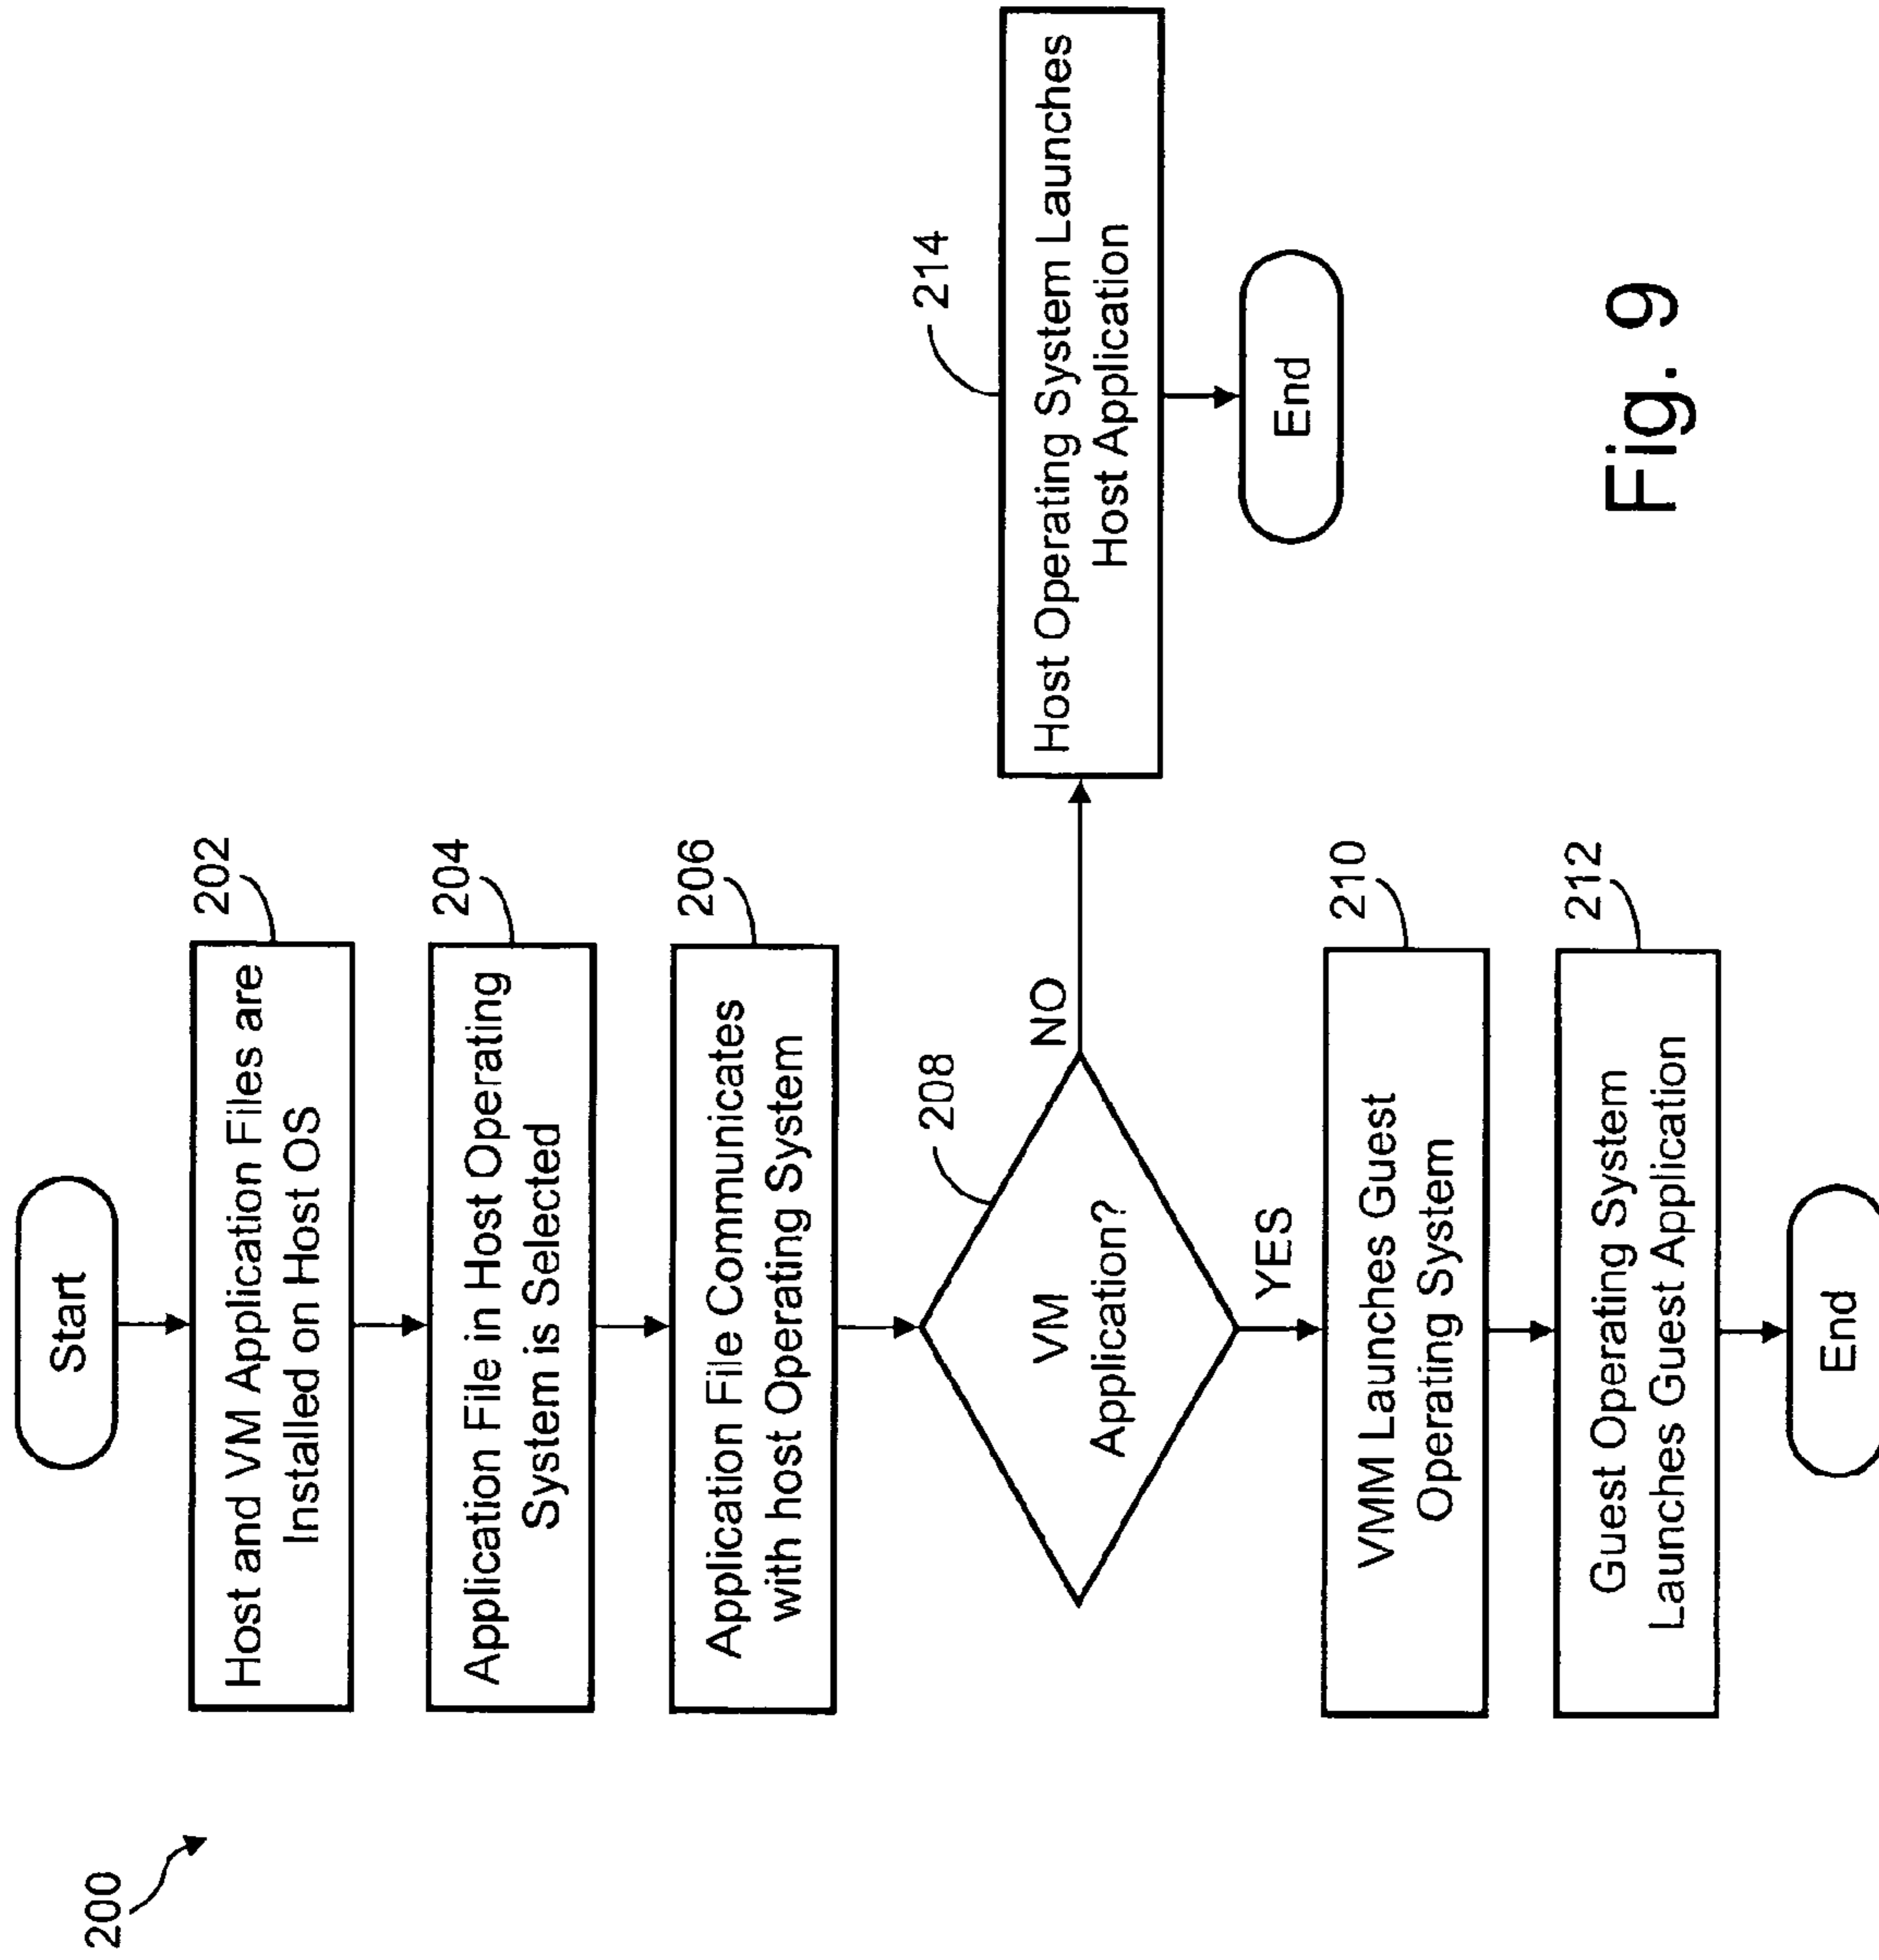 200
Start
202
Host and VM Application Files are
Installed on Host OS
204
Application File in Host Operating
System is Selected
206
Application File Communicates
with host Operating System
208
VM
Application?
NO
214
Host Operating System Launches
Host Application
End
YES
210
VMM Launches Guest
Operating System
212
Guest Operating System
Launches Guest Application
End
Fig. 9